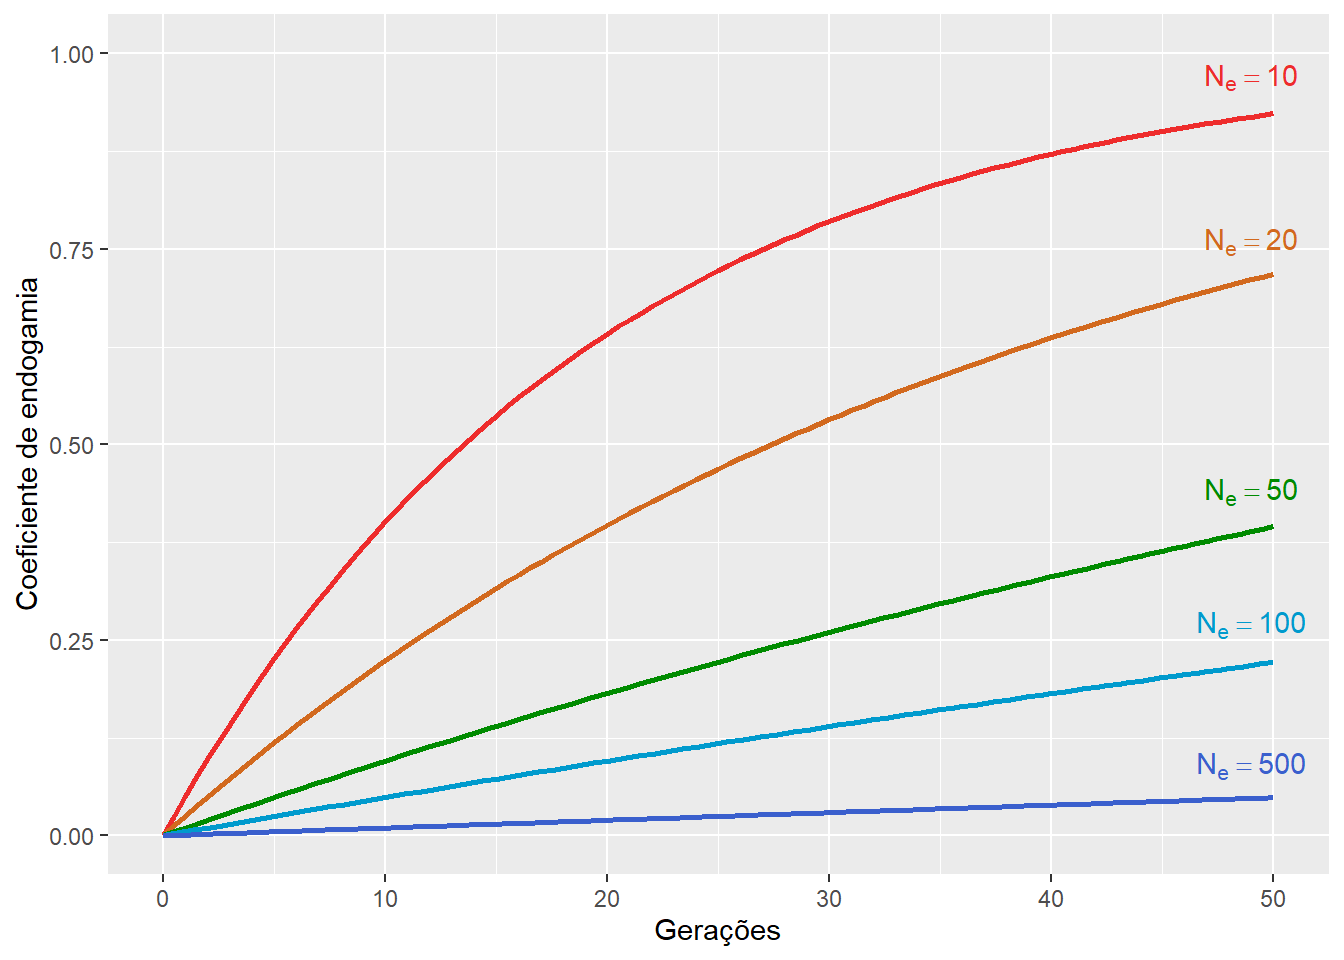 1.00
0.75
0.50
0.25
0.00
Coeficiente de endogamia
Nₑ = 10
Nₑ = 20
Nₑ = 50
Nₑ = 100
Nₑ = 500
0 10 20 30 40 50
Gerações